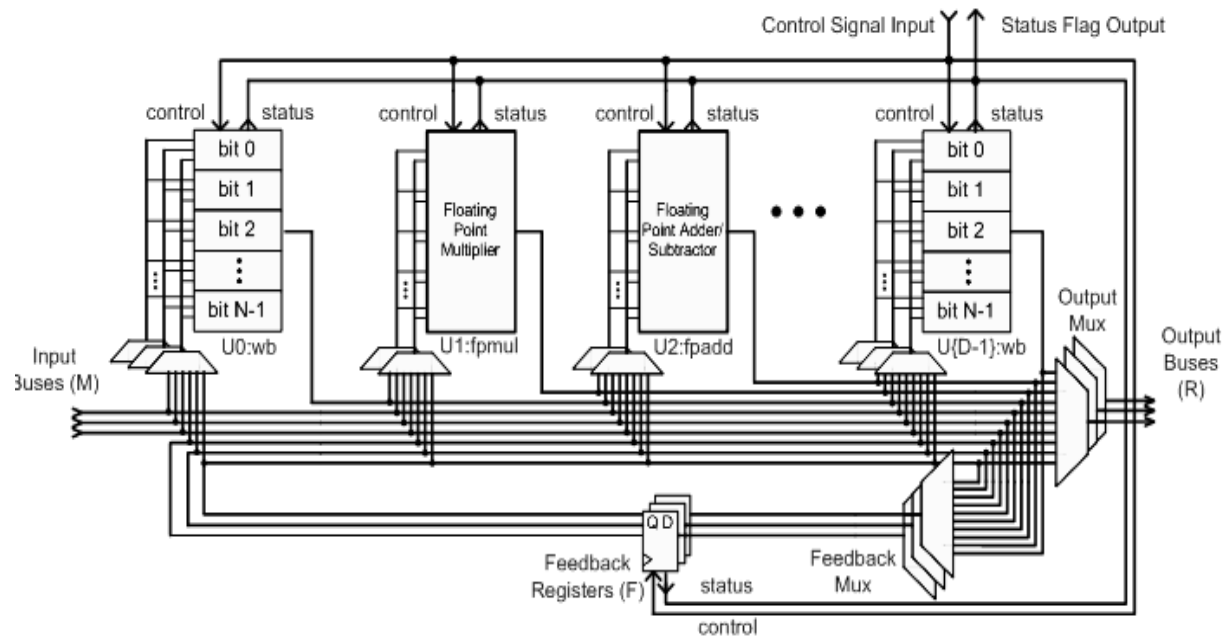 Control Signal Input
Status Flag Output
control
status
control
status
control
status
control
status
bit 0
bit 1
bit 2
bit N-1
U0:wb
Floating
Point
Multiplier
U1:fpmul
Floating
Point Adder/
Subtractor
U2:fpadd
bit 0
bit 1
bit 2
bit N-1
U{D-1}:wb
Input
Buses (M)
Output
Mux
Output
Buses
(R)
Q D
Feedback
Registers (F)
status
control
Feedback
Mux